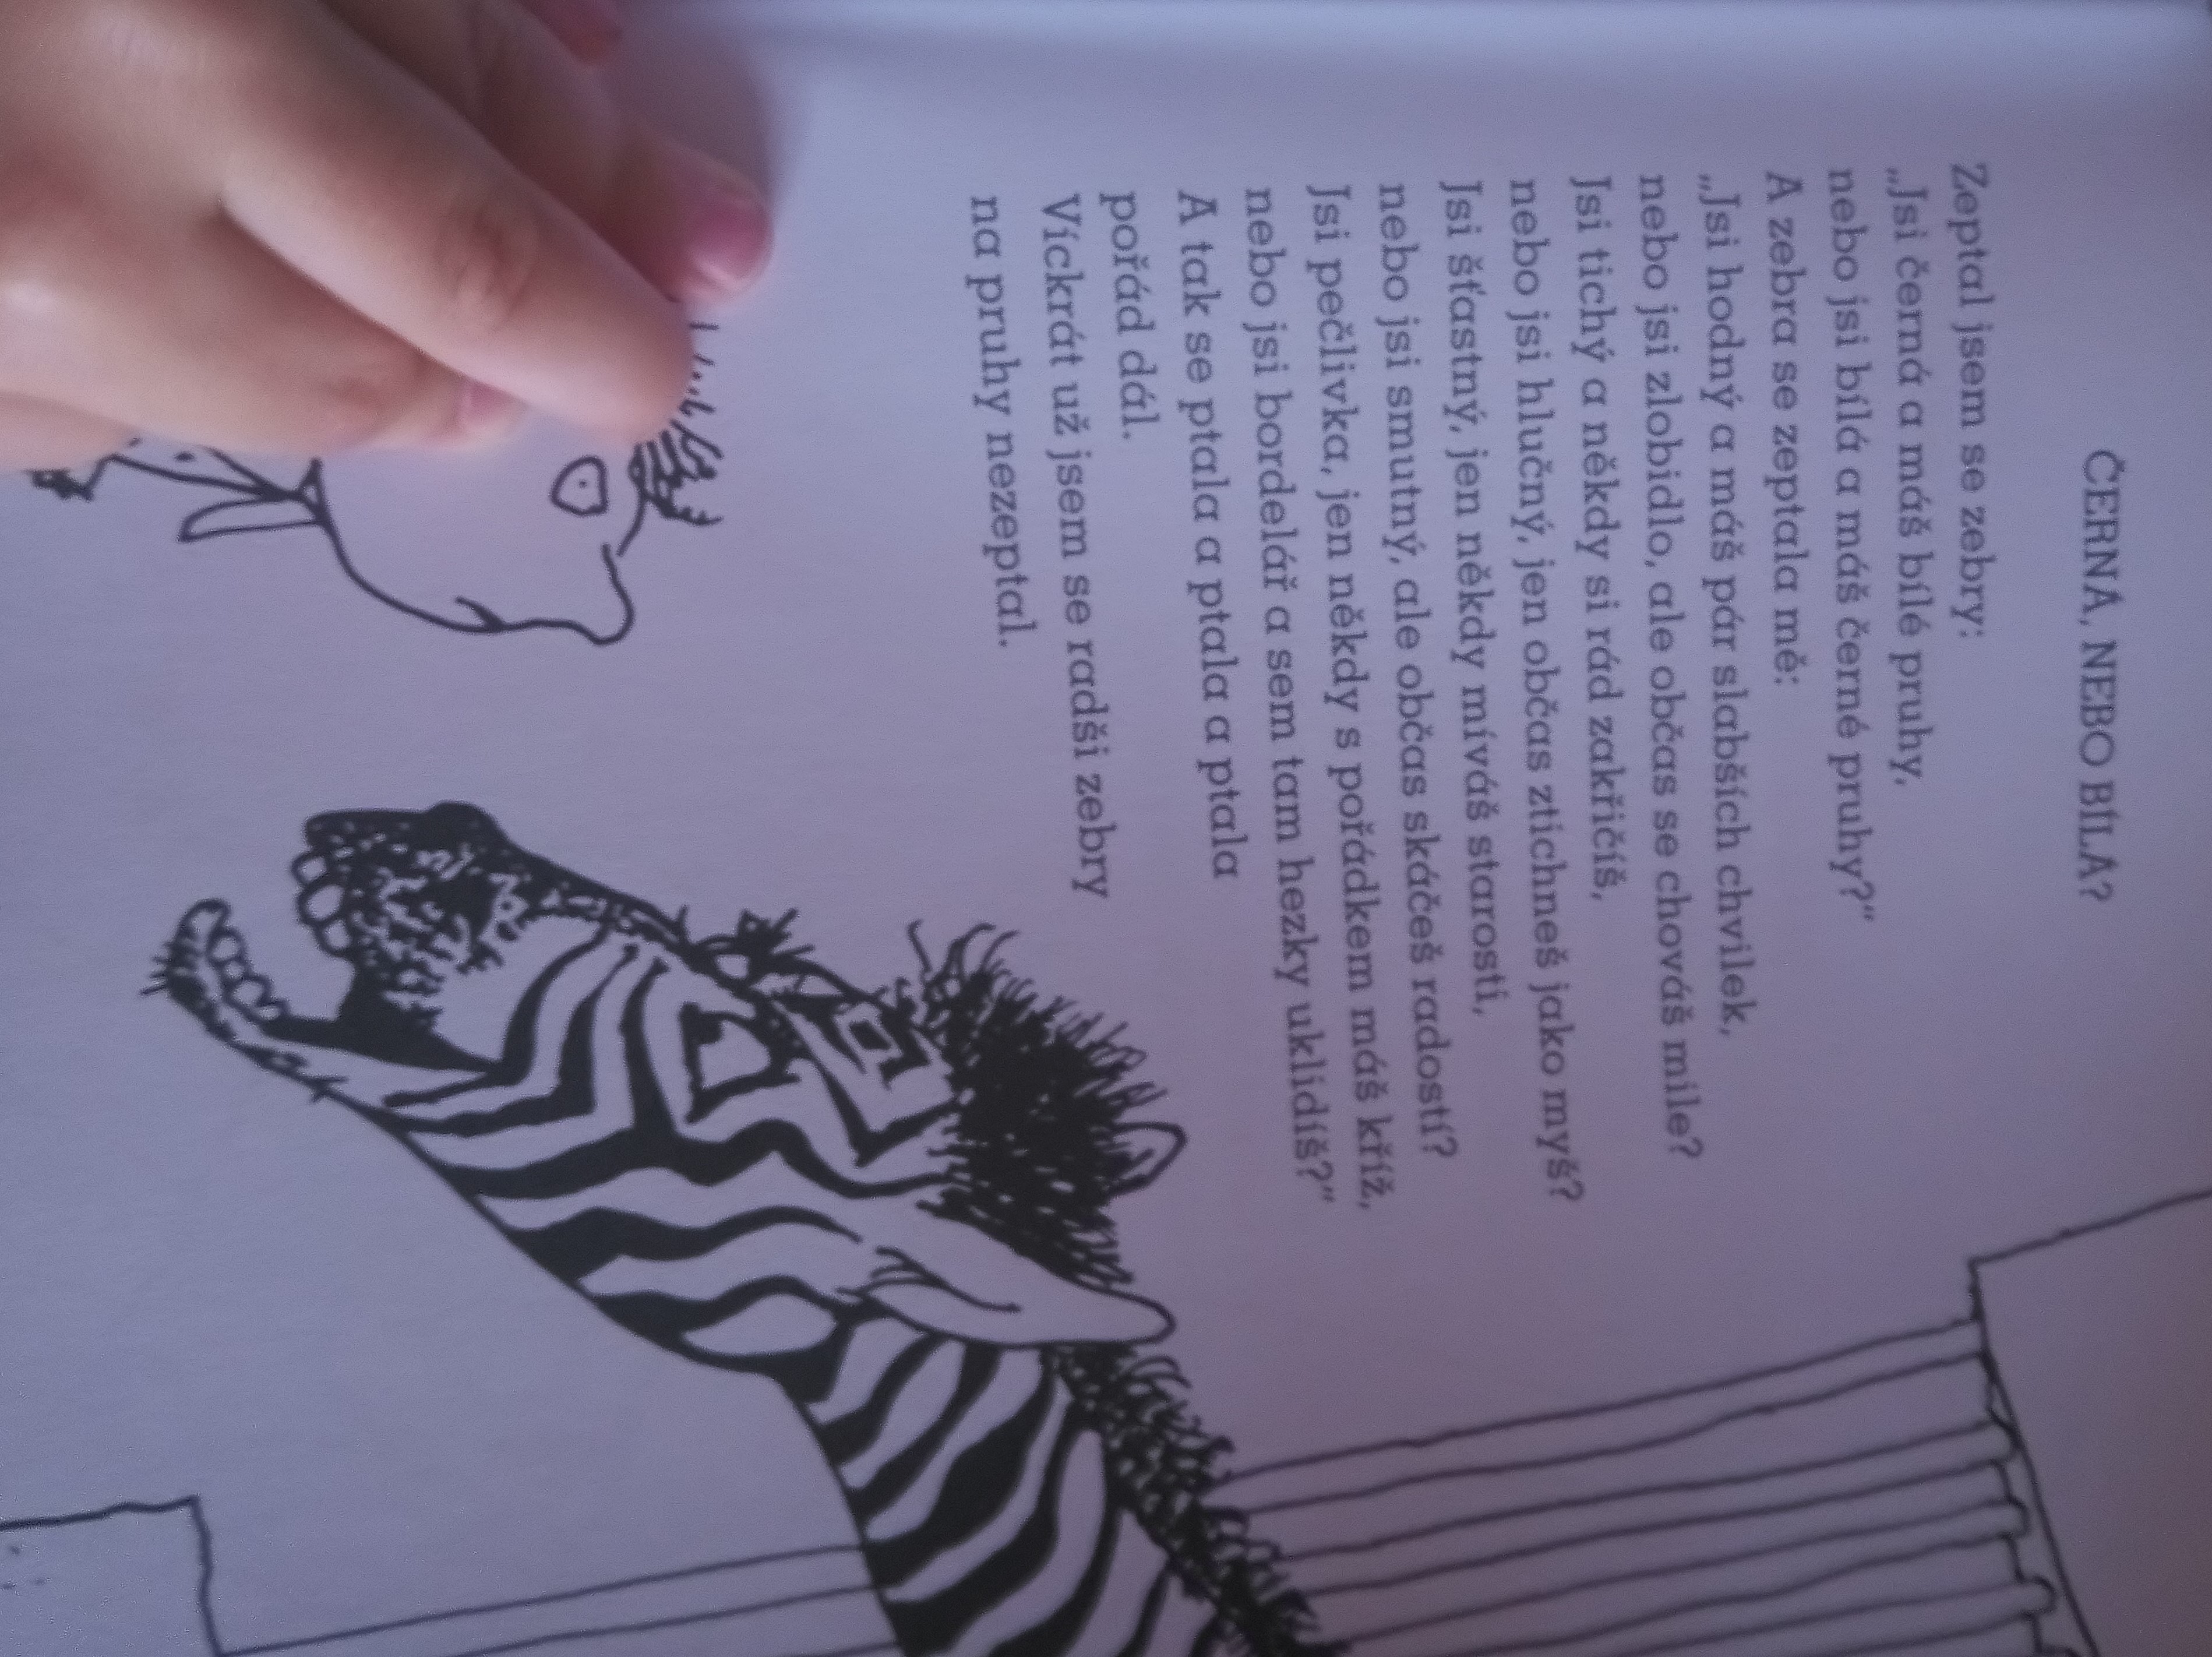 ČERNÁ, NEBO BÍLÁ?
Zeptal jsem se zebry:
„Jsi černá a máš bílé pruhy,
nebo jsi bílá a máš černé pruhy?“
A zebra se zeptala mě:
„Jsi hodný a máš pár slabších chvilek,
nebo jsi zlobidlo, ale občas se chováš mile?
Jsi tichý a někdy si rád zakřičíš,
nebo jsi hlučný, jen občas ztichneš jako myš?
Jsi šťastný, jen někdy míváš starosti,
nebo jsi smutný, ale občas skáčeš radostí?
Jsi pečlivka, jen někdy s pořádkem máš kříž,
nebo jsi bordelář a sem tam hezky uklidíš?“
A tak se ptala a ptala a ptala
pořád dál.
Víckrát už jsem se radši zebry
na pruhy nezeptal.